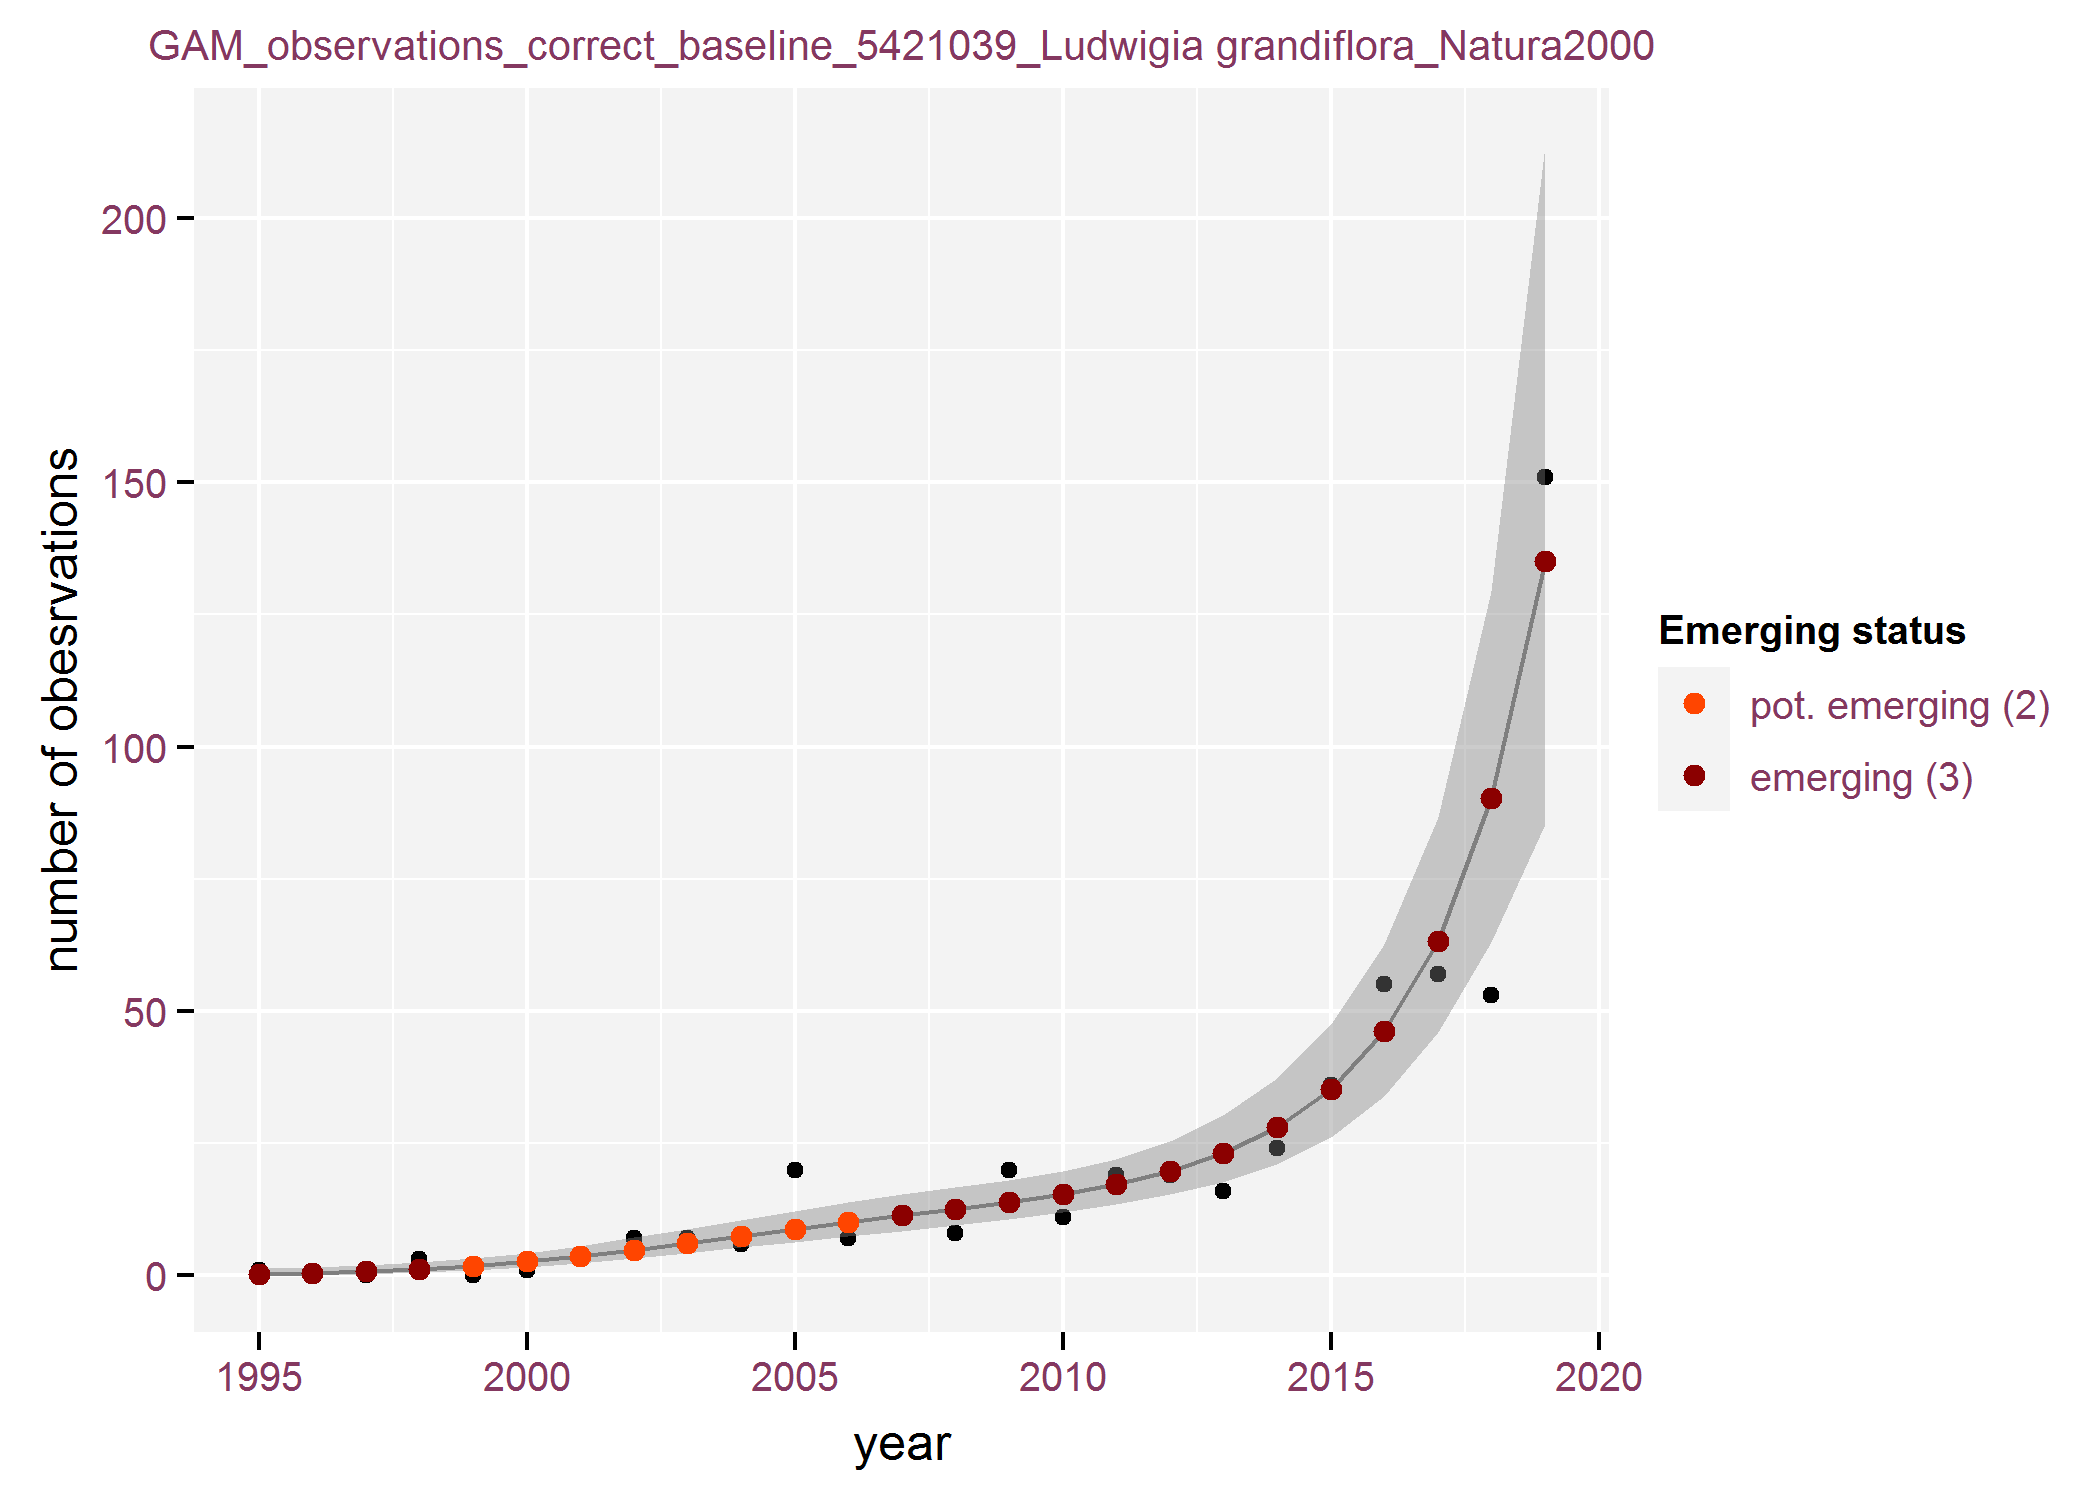 GAM_observations_correct_baseline_5421039_Ludwigia grandiflora_Natura2000
200
150
100
50
0
number of obesrvations
1995
2000
2005
2010
2015
2020
year
Emerging status
pot. emerging (2)
emerging (3)